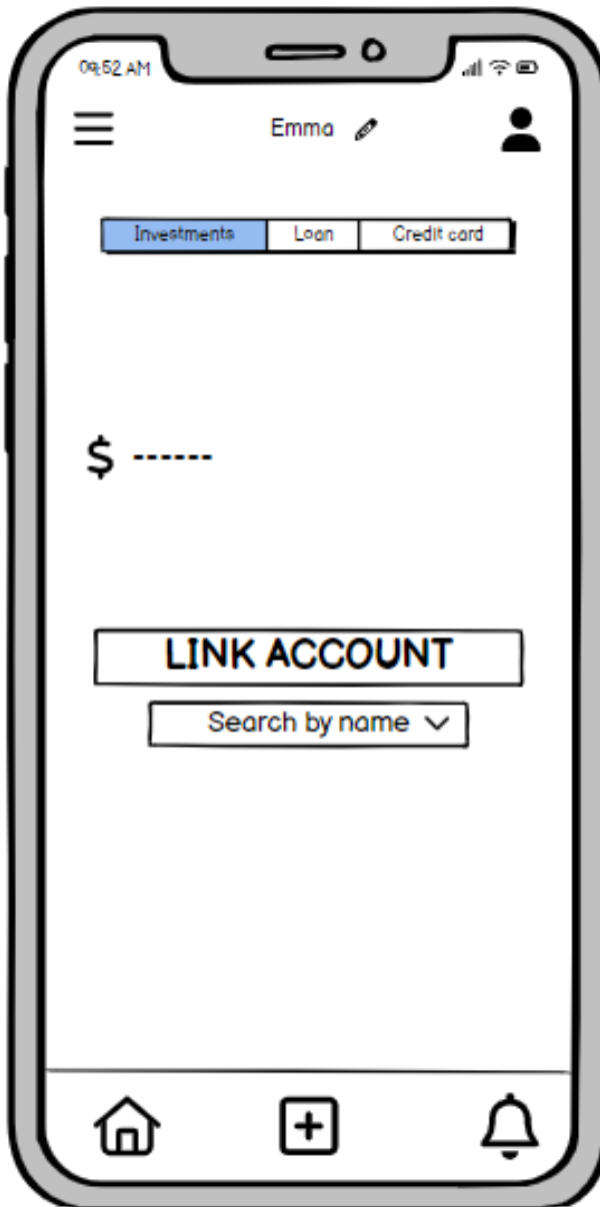 09:52 AM
Emma
Investments Loan Credit card
$ ------
LINK ACCOUNT
Search by name